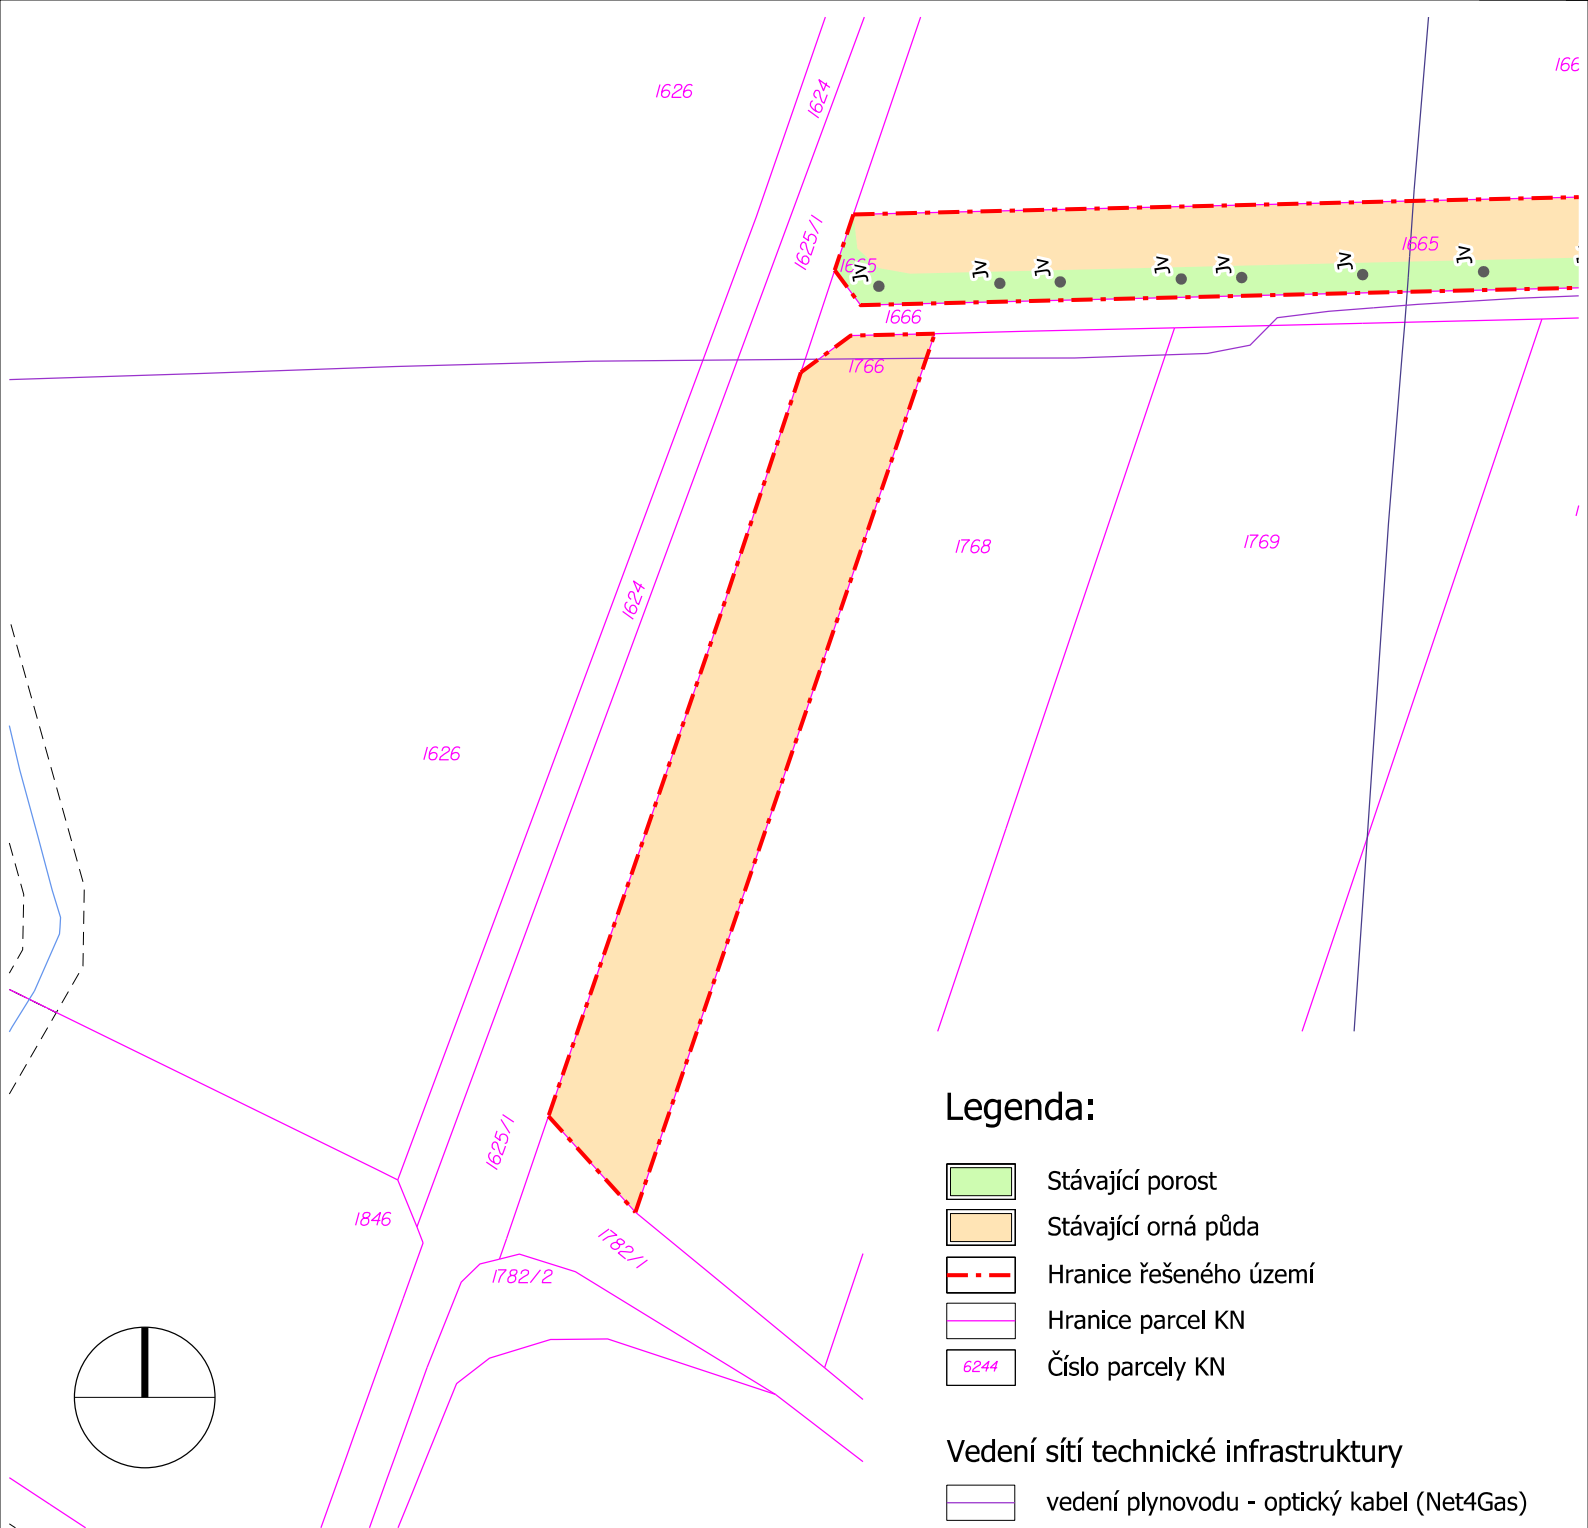 1626
1624
1625/1
1665
Jv
Jv
Jv
Jv
Jv
Jv
Jv
1665
1666
1766
1768
1769
1624
1626
1625/1
1846
1782/1
1782/2
Legenda:
Stávající porost
Stávající orná půda
Hranice řešeného území
Hranice parcel KN
6244 Číslo parcely KN
Vedení sítí technické infrastruktury
vedení plynovodu - optický kabel (Net4Gas)